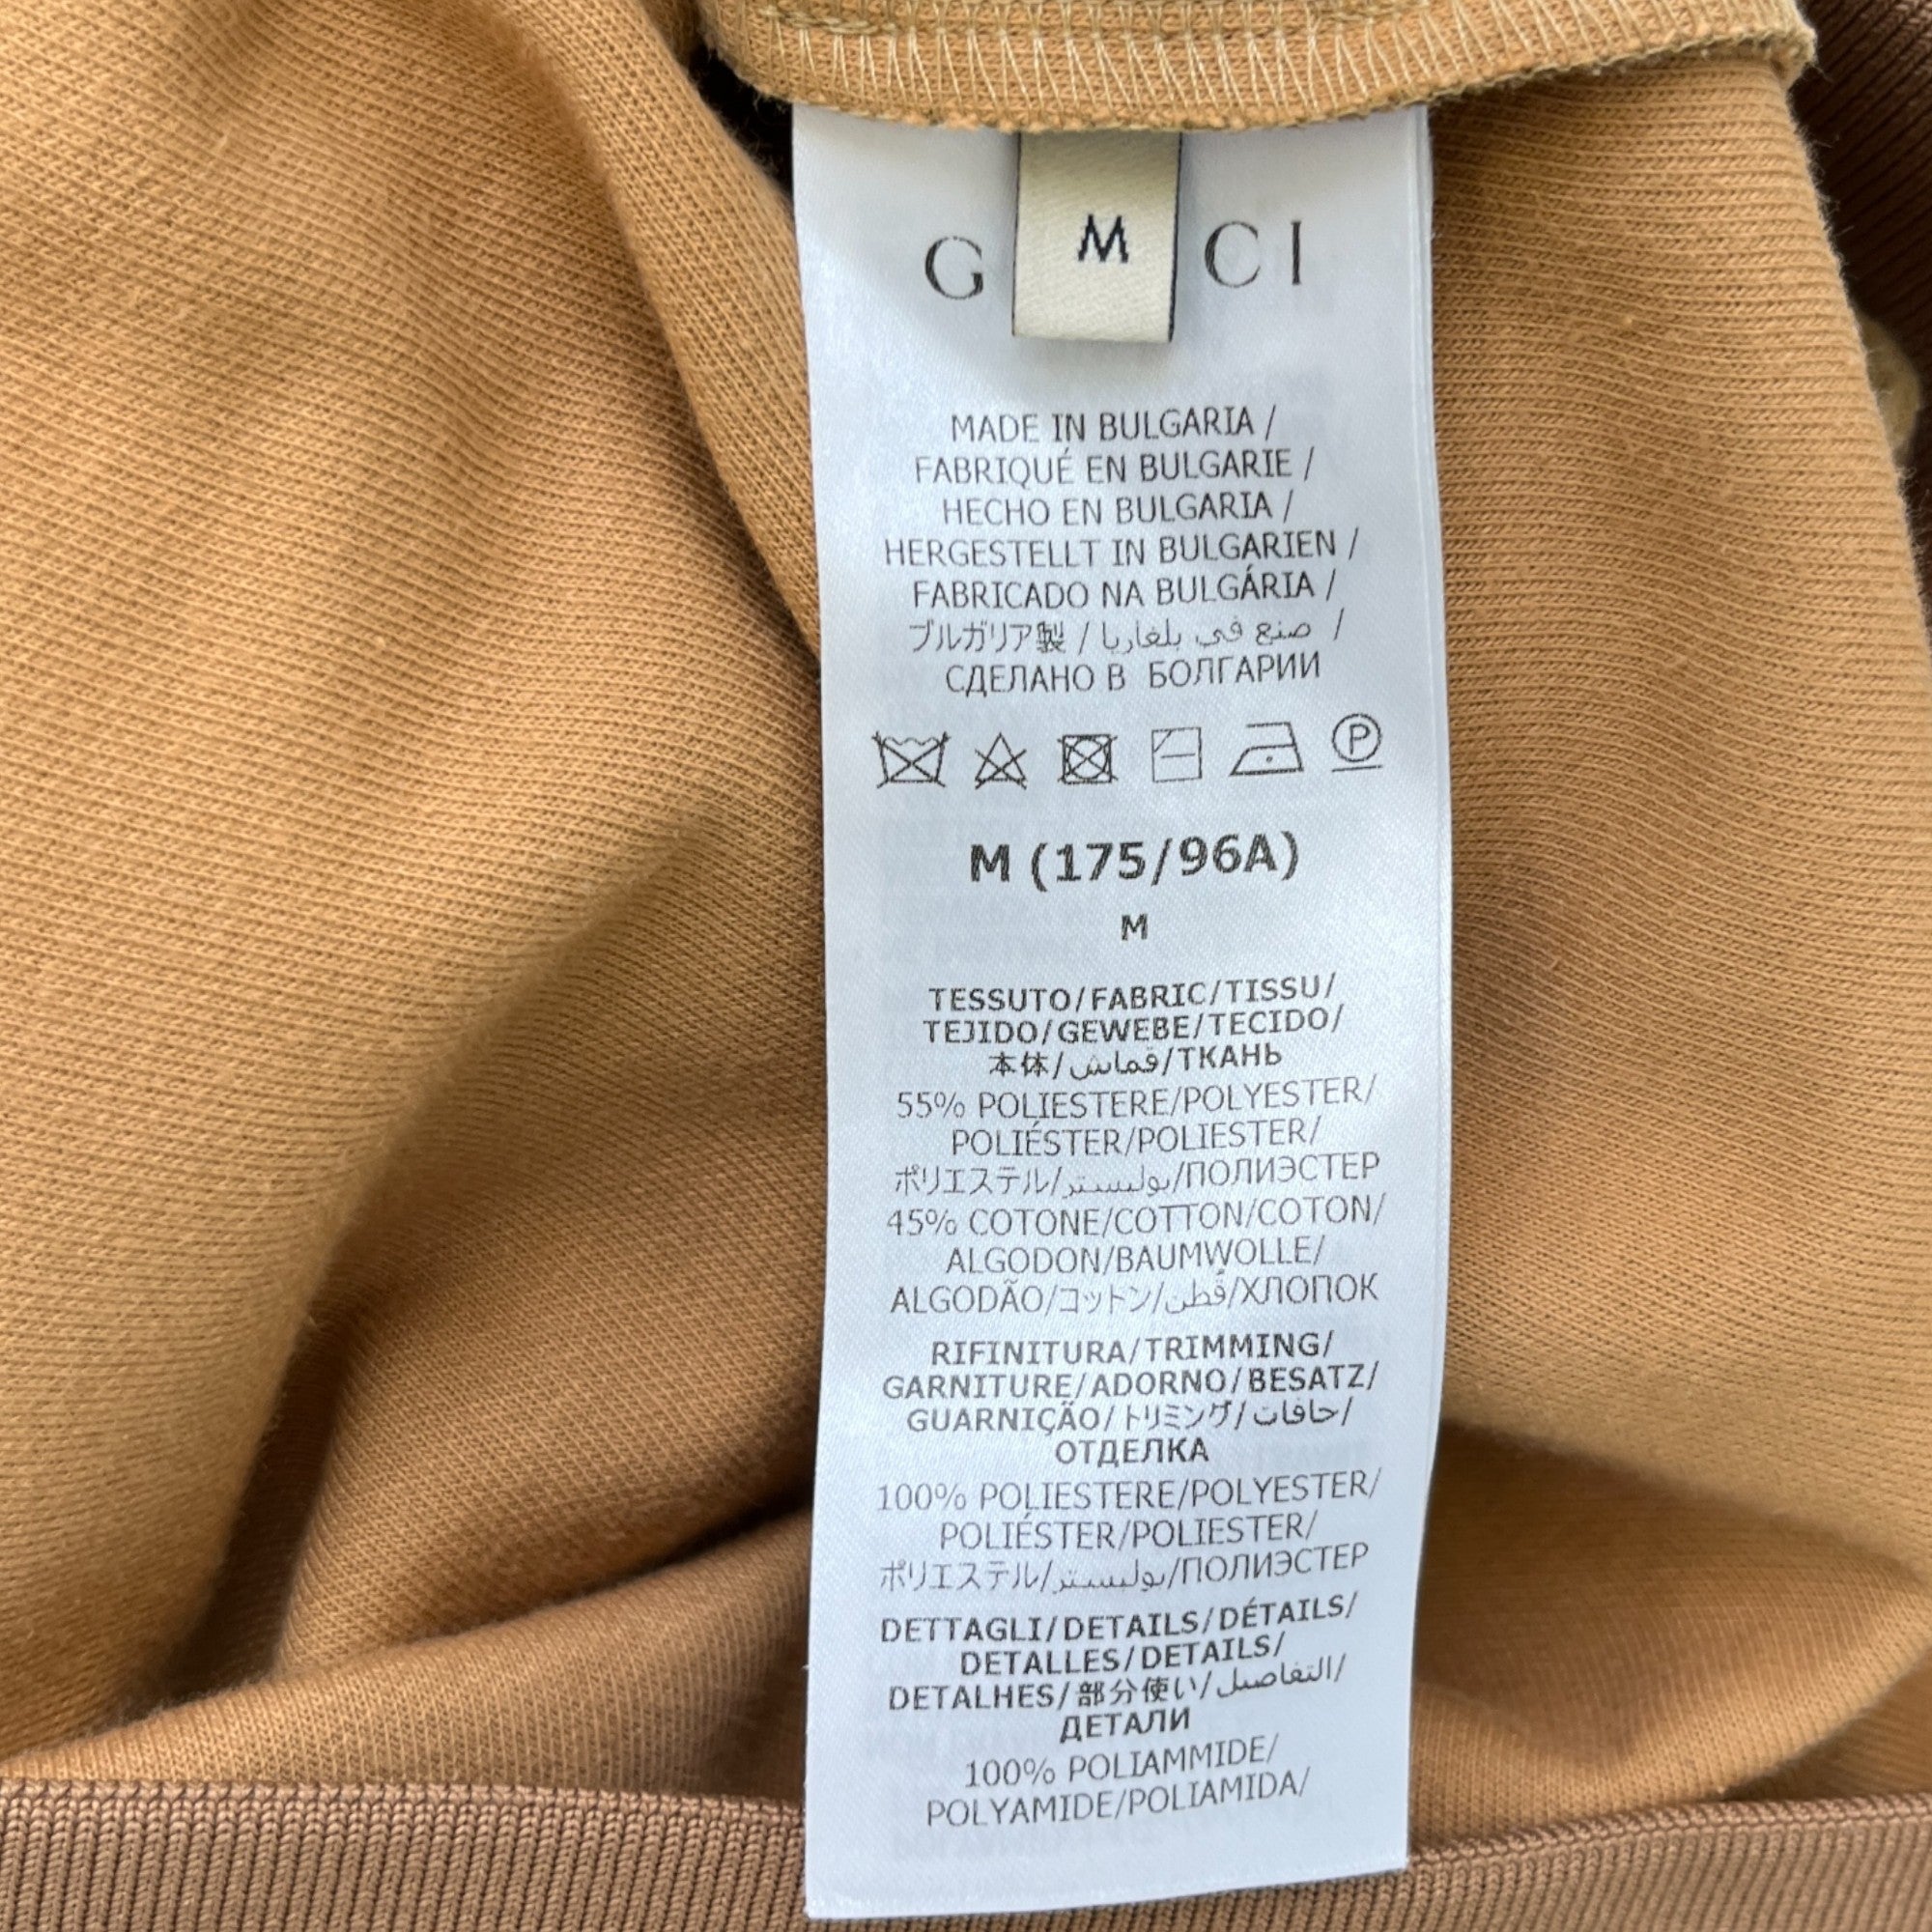 M
G CI
MADE IN BULGARIA /
FABRIQUÉ EN BULGARIE /
HECHO EN BULGARIA /
HERGESTELLT IN BULGARIEN /
FABRICADO NA BULGÁRIA /
ブルガリア製 / صنع في بلغاريا /
СДЕЛАНО В БОЛГАРИИ
P
M (175/96A)
M
TESSUTO/FABRIC/TISSU/
TEJIDO/GEWEBE/TECIDO/
本体/قماش/ТКАНЬ
55% POLIESTERE/POLYESTER/
POLIÉSTER/POLIESTER/
ポリエステル/بوليستر/ПОЛИЭСТЕР
45% COTONE/COTTON/COTON/
ALGODON/BAUMWOLLE/
ALGODÃO/コットン/قطن/ХЛОПОК
RIFINITURA/TRIMMING/
GARNITURE/ADORNO/BESATZ/
GUARNIÇÃO/トリミング/حافات/
ОТДЕЛКА
100% POLIESTERE/POLYESTER/
POLIÉSTER/POLIESTER/
ポリエステル/بوليستر/ПОЛИЭСТЕР
DETTAGLI/DETAILS/DÉTAILS/
DETALLES/DETAILS/
DETALHES/部分使い/التفاصيل/
ДЕТАЛИ
100% POLIAMMIDE/
POLYAMIDE/POLIAMIDA/